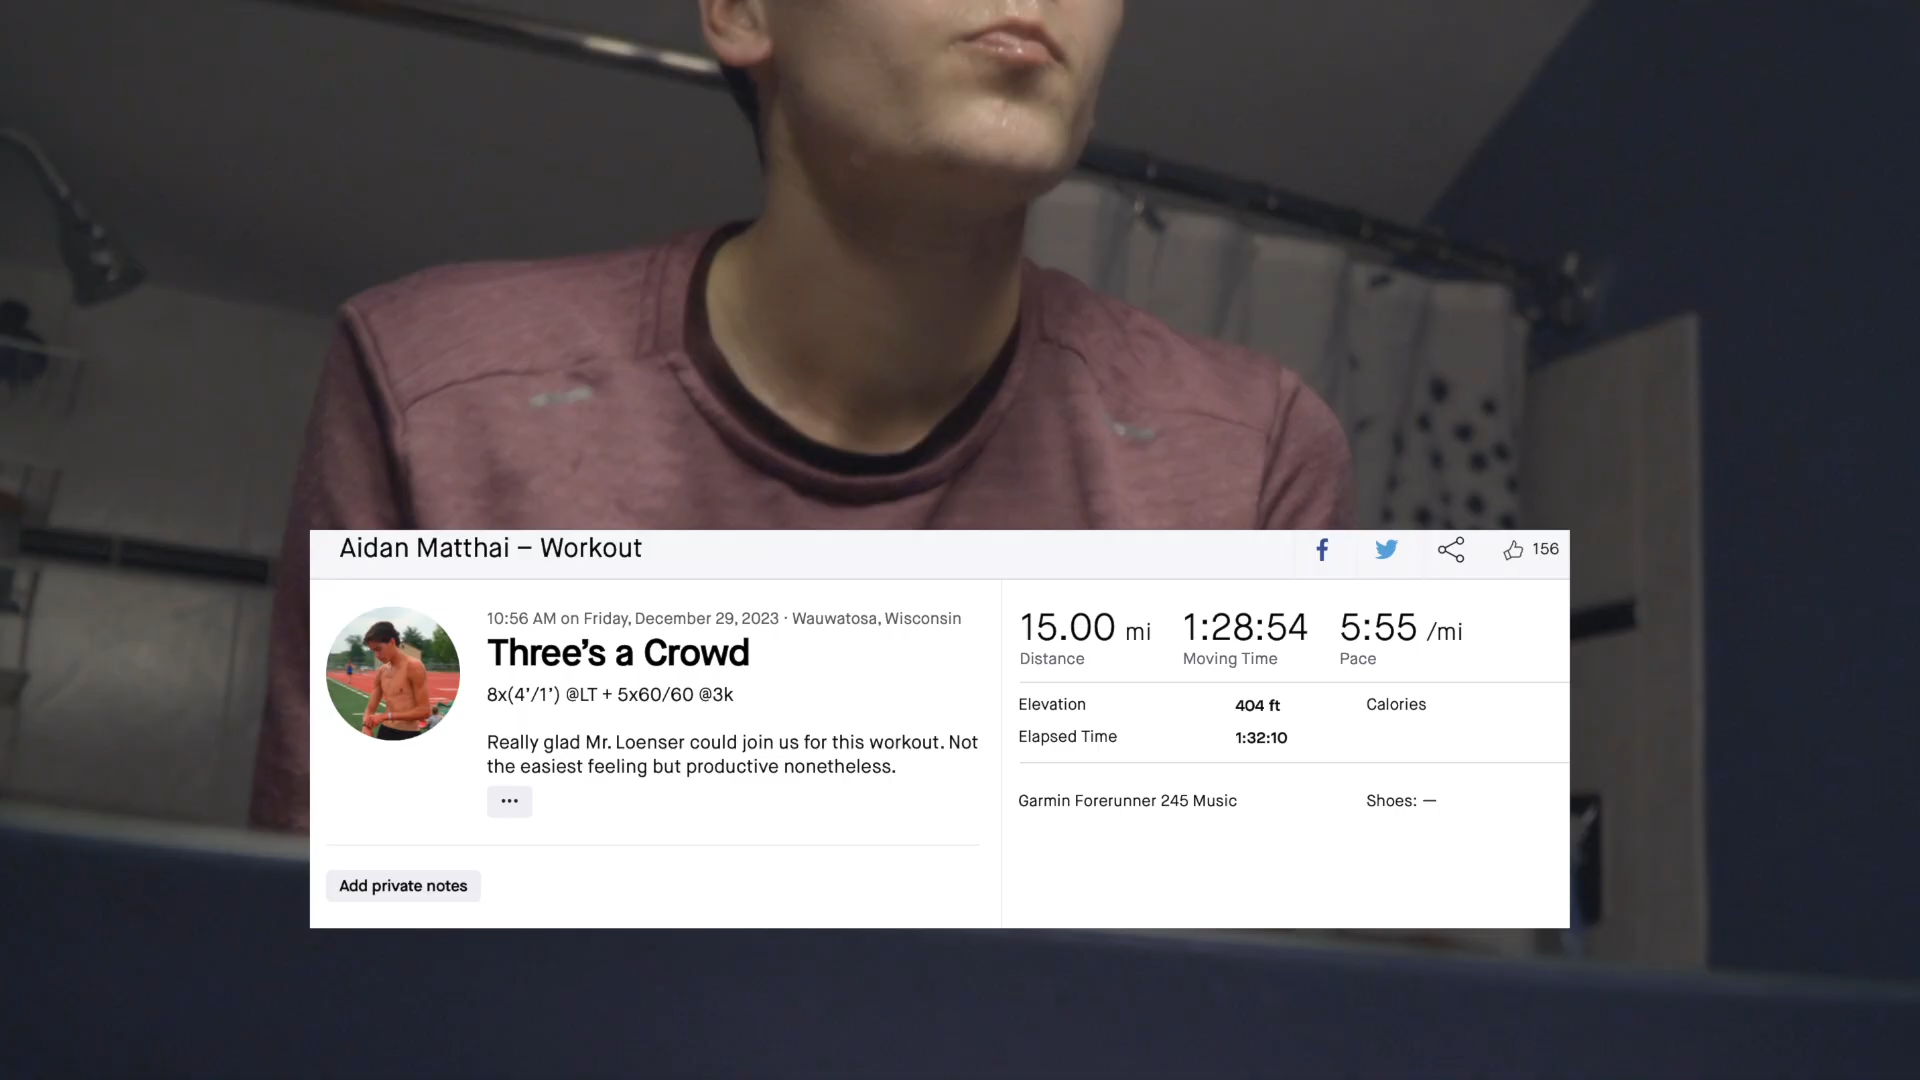 Aidan Matthai – Workout
156
10:56 AM on Friday, December 29, 2023 · Wauwatosa, Wisconsin
Three's a Crowd
8x(4'/1') @LT + 5x60/60 @3k
Really glad Mr. Loenser could join us for this workout. Not
the easiest feeling but productive nonetheless.
Add private notes
15.00 mi 1:28:54 5:55 /mi
Distance Moving Time Pace
Elevation 404 ft Calories
Elapsed Time 1:32:10
Garmin Forerunner 245 Music Shoes: —